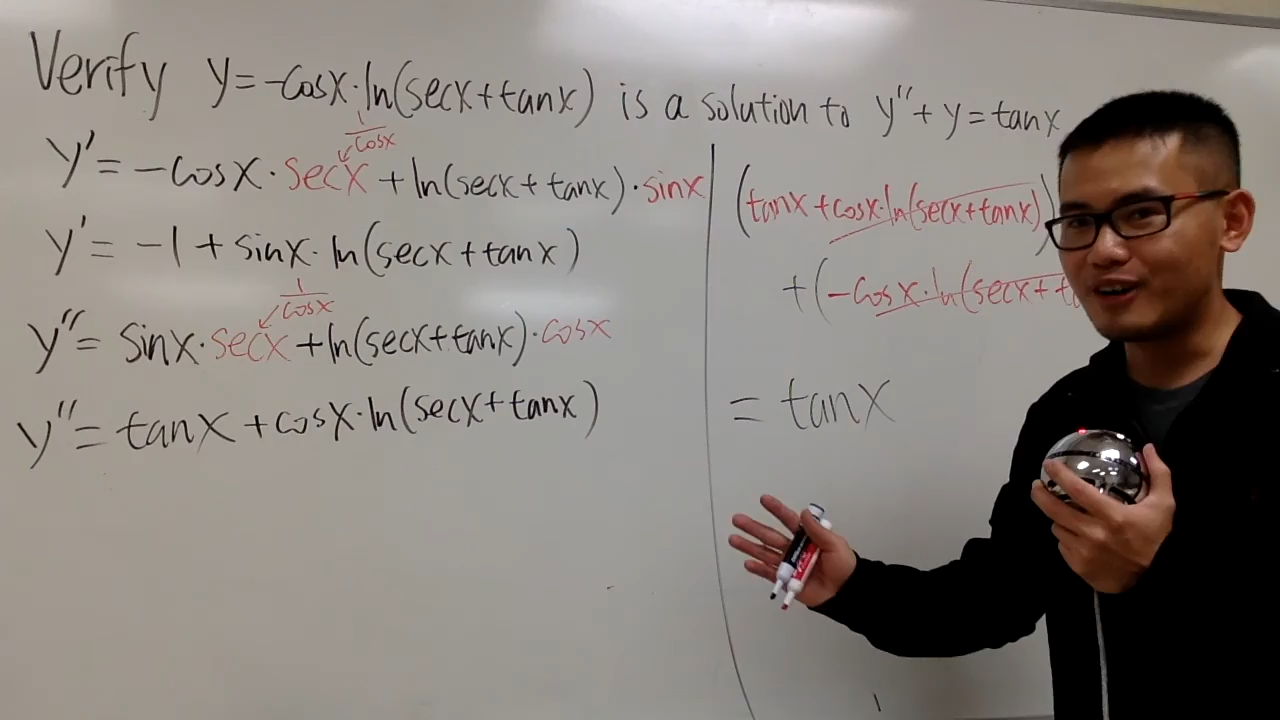 Verify y=-cosx·ln(secx+tanx) is a solution to y"+y=tanx
1/cosx
y'= -cosx·secx+ln(secx+tanx)·sinx
y'= -1+sinx·ln(secx+tanx)
1/cosx
y"= sinx·secx+ln(secx+tanx)·cosx
y"= tanx+cosx·ln(secx+tanx)
(tanx+cosx·ln(secx+tanx))
+(-cosx·ln(secx+
= tanx